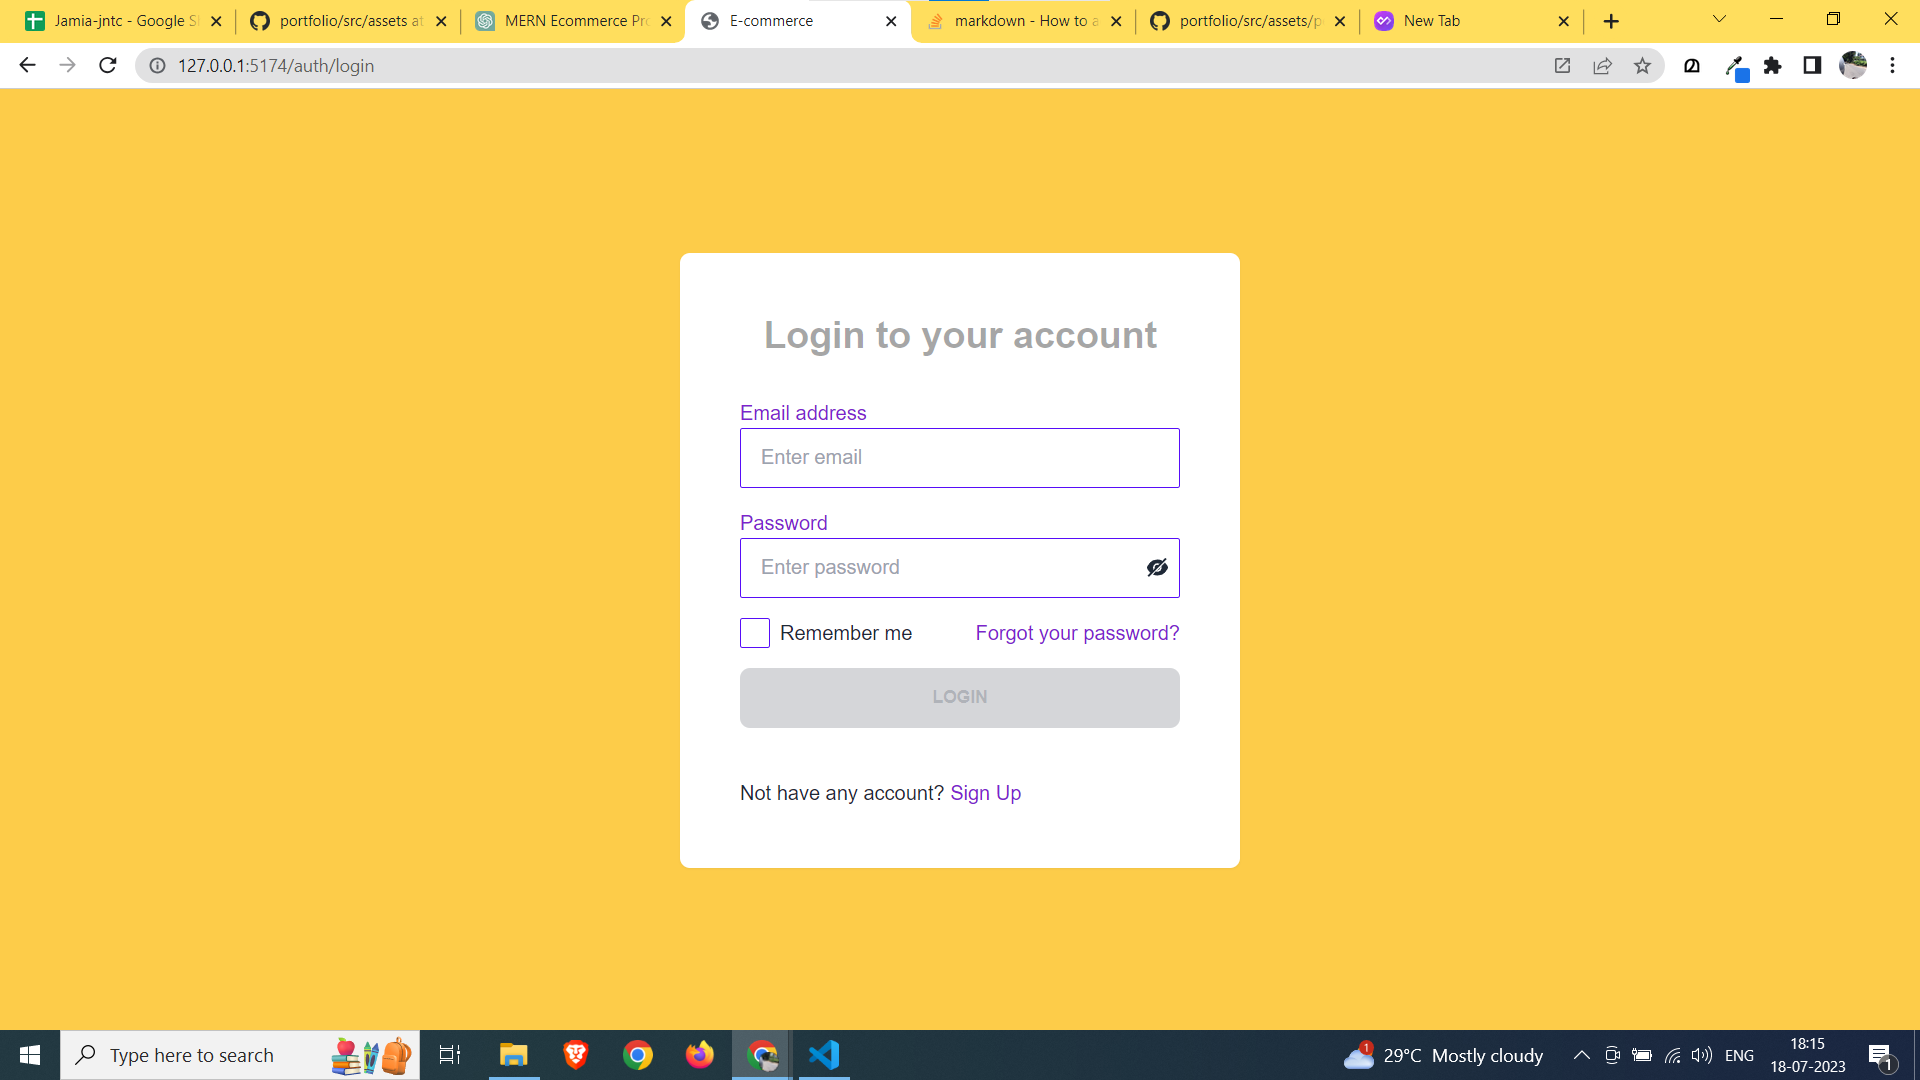 Jamia-jntc - Google S
portfolio/src/assets at
MERN Ecommerce Pro
E-commerce
markdown - How to a
portfolio/src/assets/p
New Tab
127.0.0.1:5174/auth/login
Login to your account
Email address
Enter email
Password
Enter password
Remember me
Forgot your password?
LOGIN
Not have any account? Sign Up
Type here to search
1
29°C Mostly cloudy
ENG
18:15
18-07-2023
1